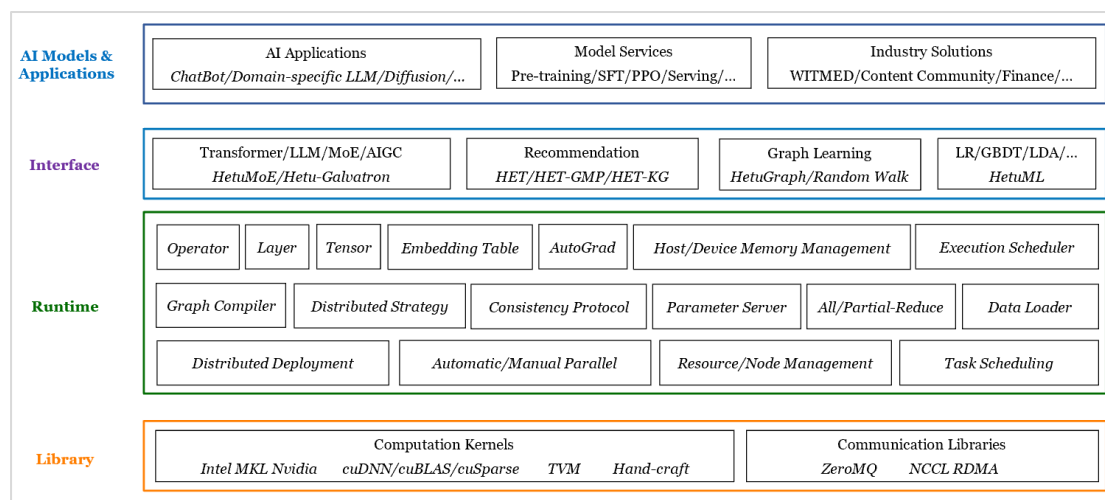 AI Models &
Applications
AI Applications
ChatBot/Domain-specific LLM/Diffusion/...
Model Services
Pre-training/SFT/PPO/Serving/...
Industry Solutions
WITMED/Content Community/Finance/...
Interface
Transformer/LLM/MoE/AIGC
HetuMoE/Hetu-Galvatron
Recommendation
HET/HET-GMP/HET-KG
Graph Learning
HetuGraph/Random Walk
LR/GBDT/LDA/...
HetuML
Runtime
Operator
Layer
Tensor
Embedding Table
AutoGrad
Host/Device Memory Management
Execution Scheduler
Graph Compiler
Distributed Strategy
Consistency Protocol
Parameter Server
All/Partial-Reduce
Data Loader
Distributed Deployment
Automatic/Manual Parallel
Resource/Node Management
Task Scheduling
Library
Computation Kernels
Intel MKL Nvidia cuDNN/cuBLAS/cuSparse TVM Hand-craft
Communication Libraries
ZeroMQ NCCL RDMA